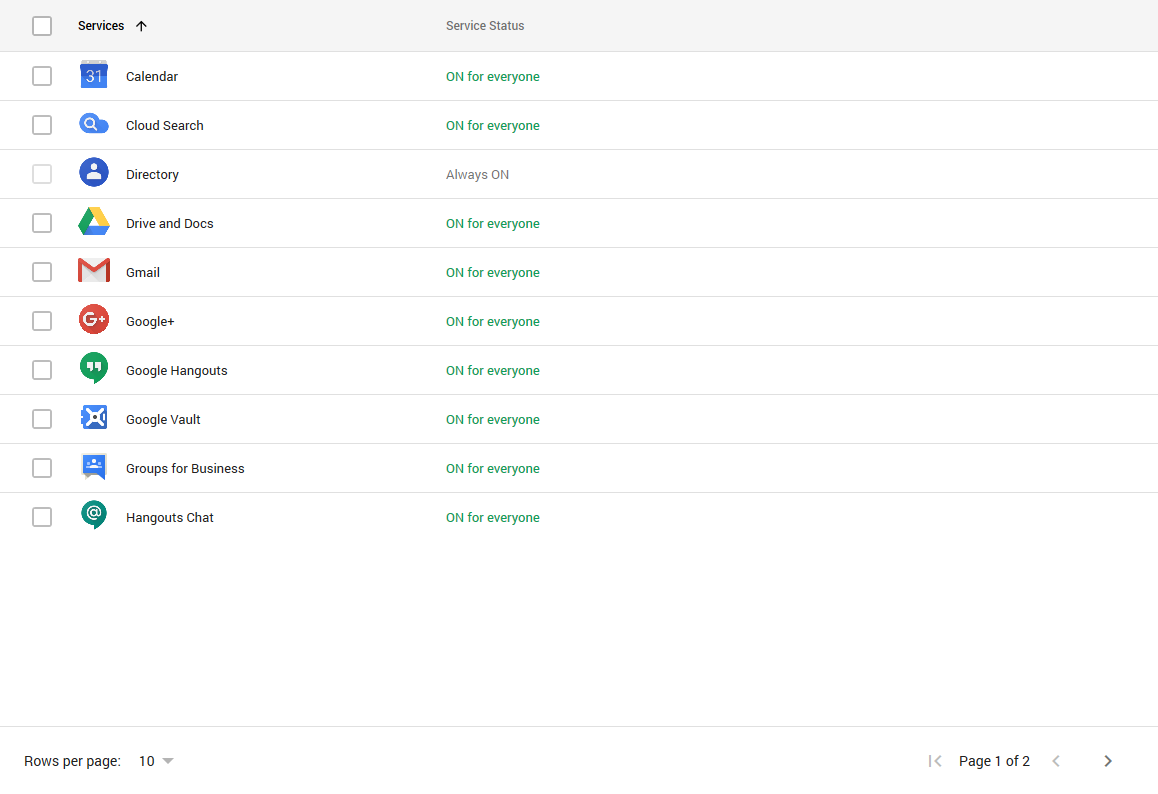 Services Service Status
31 Calendar ON for everyone
Cloud Search ON for everyone
Directory Always ON
Drive and Docs ON for everyone
Gmail ON for everyone
G+ Google+ ON for everyone
Google Hangouts ON for everyone
Google Vault ON for everyone
Groups for Business ON for everyone
@ Hangouts Chat ON for everyone
Rows per page: 10 Page 1 of 2